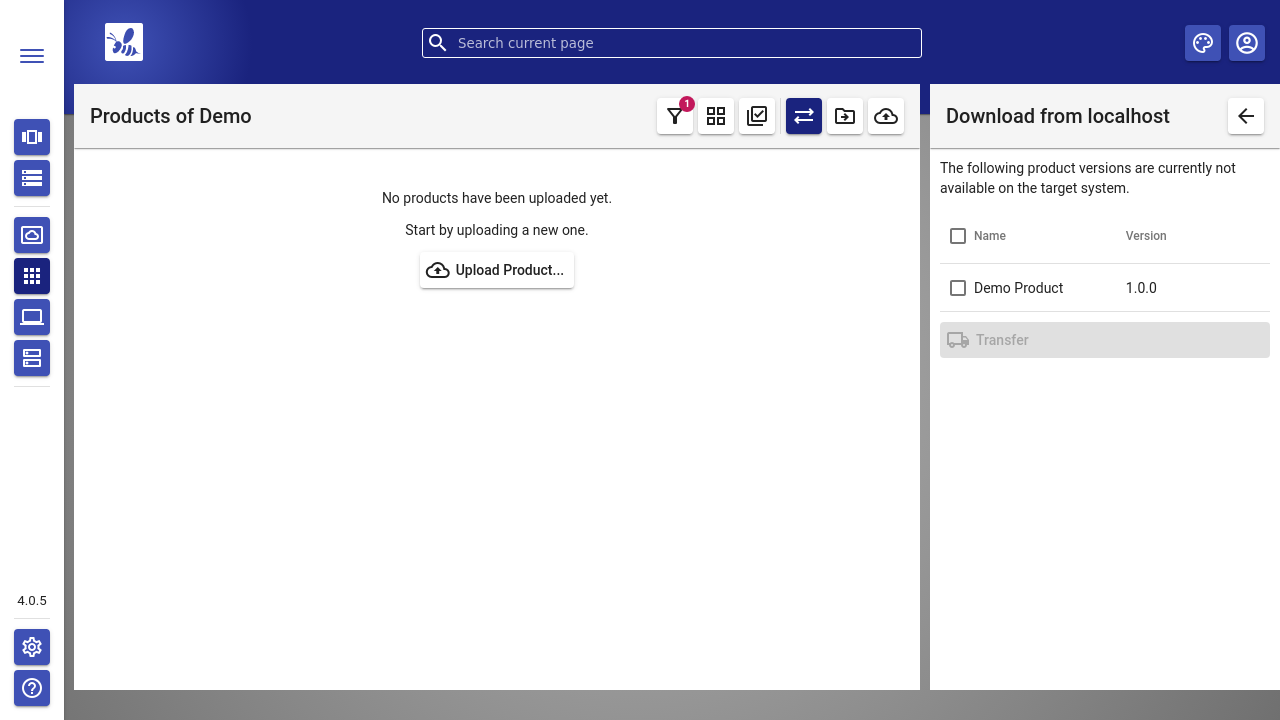 Search current page
Products of Demo
1
Download from localhost
No products have been uploaded yet.
Start by uploading a new one.
Upload Product...
The following product versions are currently not
available on the target system.
Name Version
Demo Product 1.0.0
Transfer
4.0.5